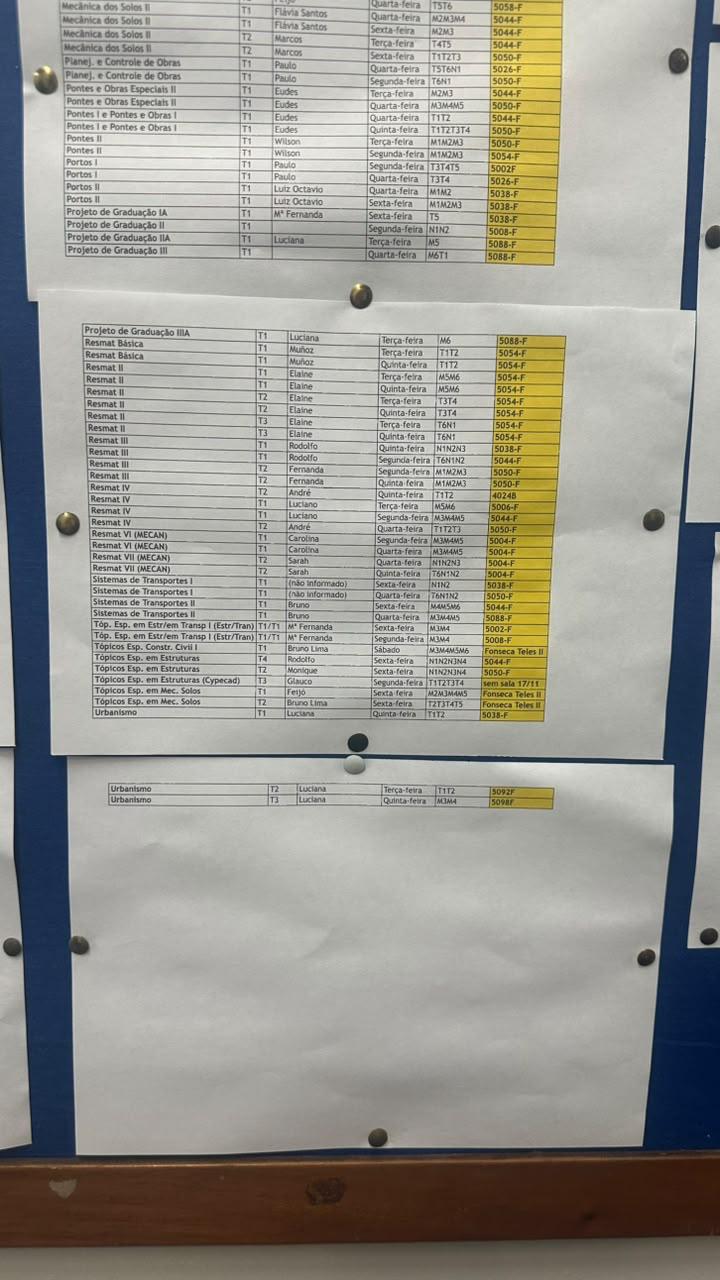 Quarta-feira T5T6 5058-F
Mecânica dos Solos II T1 Flávia Santos Quarta-feira M2M3M4 5044-F
Mecânica dos Solos II T1 Flávia Santos Sexta-feira M2M3 5044-F
Mecânica dos Solos II T2 Marcos Terça-feira T4T5 5044-F
Mecânica dos Solos II T2 Marcos Sexta-feira T1T2T3 5050-F
Planej. e Controle de Obras T1 Paulo Quarta-feira T5T6N1 5026-F
Planej. e Controle de Obras T1 Paulo Segunda-feira T6N1 5050-F
Pontes e Obras Especiais II T1 Eudes Terça-feira M2M3 5044-F
Pontes e Obras Especiais II T1 Eudes Quarta-feira M3M4M5 5050-F
Pontes I e Pontes e Obras I T1 Eudes Quarta-feira T1T2 5044-F
Pontes I e Pontes e Obras I T1 Eudes Quinta-feira T1T2T3T4 5050-F
Pontes II T1 Wilson Terça-feira M1M2M3 5050-F
Pontes II T1 Wilson Segunda-feira M1M2M3 5054-F
Portos I T1 Paulo Segunda-feira T3T4T5 5002F
Portos I T1 Paulo Quarta-feira T3T4 5026-F
Portos II T1 Luiz Octavio Quarta-feira M1M2 5038-F
Portos II T1 Luiz Octavio Sexta-feira M1M2M3 5038-F
Projeto de Graduação IA T1 Mª Fernanda Sexta-feira T5 5038-F
Projeto de Graduação II T1 Segunda-feira N1N2 5008-F
Projeto de Graduação IIA T1 Luciana Terça-feira M5 5088-F
Projeto de Graduação III T1 Quarta-feira M6T1 5088-F
Projeto de Graduação IIIA T1 Luciana Terça-feira M6 5088-F
Resmat Básica T1 Muñoz Terça-feira T1T2 5054-F
Resmat Básica T1 Muñoz Quinta-feira T1T2 5054-F
Resmat II T1 Elaine Terça-feira M5M6 5054-F
Resmat II T1 Elaine Quinta-feira M5M6 5054-F
Resmat II T2 Elaine Terça-feira T3T4 5054-F
Resmat II T2 Elaine Quinta-feira T3T4 5054-F
Resmat II T3 Elaine Terça-feira T6N1 5054-F
Resmat II T3 Elaine Quinta-feira T6N1 5054-F
Resmat III T1 Rodolfo Quinta-feira N1N2N3 5038-F
Resmat III T1 Rodolfo Segunda-feira T6N1N2 5044-F
Resmat III T2 Fernanda Segunda-feira M1M2M3 5050-F
Resmat III T2 Fernanda Quinta-feira M1M2M3 5050-F
Resmat IV T2 André Quinta-feira T1T2 4024B
Resmat IV T1 Luciano Terça-feira M5M6 5006-F
Resmat IV T1 Luciano Segunda-feira M3M4M5 5044-F
Resmat IV T2 André Quarta-feira T1T2T3 5050-F
Resmat VI (MECAN) T1 Carolina Segunda-feira M3M4M5 5004-F
Resmat VI (MECAN) T1 Carolina Quarta-feira M3M4M5 5004-F
Resmat VII (MECAN) T2 Sarah Quarta-feira N1N2N3 5004-F
Resmat VII (MECAN) T2 Sarah Quinta-feira T6N1N2 5004-F
Sistemas de Transportes I T1 (não informado) Sexta-feira N1N2 5038-F
Sistemas de Transportes I T1 (não informado) Quarta-feira T6N1N2 5050-F
Sistemas de Transportes II T1 Bruno Sexta-feira M4M5M6 5044-F
Sistemas de Transportes II T1 Bruno Quarta-feira M3M4M5 5088-F
Tóp. Esp. em Estr/em Transp I (Estr/Tran) T1/T1 Mª Fernanda Sexta-feira M3M4 5002-F
Tóp. Esp. em Estr/em Transp I (Estr/Tran) T1/T1 Mª Fernanda Segunda-feira M3M4 5008-F
Tópicos Esp. Constr. Civil I T1 Bruno Lima Sábado M3M4M5M6 Fonseca Teles II
Tópicos Esp. em Estruturas T4 Rodolfo Sexta-feira N1N2N3N4 5044-F
Tópicos Esp. em Estruturas T2 Monique Sexta-feira N1N2N3N4 5050-F
Tópicos Esp. em Estruturas (Cypecad) T3 Glauco Segunda-feira T1T2T3T4 sem sala 17/11
Tópicos Esp. em Mec. Solos T1 Feijó Sexta-feira M2M3M4M5 Fonseca Teles II
Tópicos Esp. em Mec. Solos T2 Bruno Lima Sexta-feira T2T3T4T5 Fonseca Teles II
Urbanismo T1 Luciana Quinta-feira T1T2 5038-F
Urbanismo T2 Luciana Terça-feira T1T2 5092F
Urbanismo T3 Luciana Quinta-feira M3M4 5098F